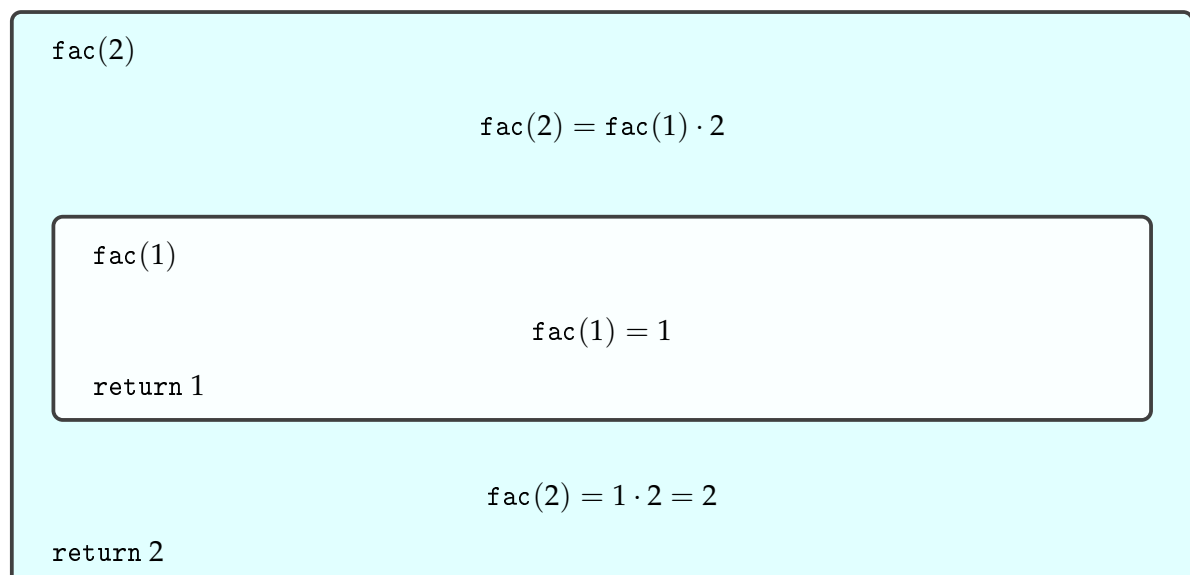 fac(2)
fac(2) = fac(1) · 2
fac(1)
fac(1) = 1
return 1
fac(2) = 1 · 2 = 2
return 2